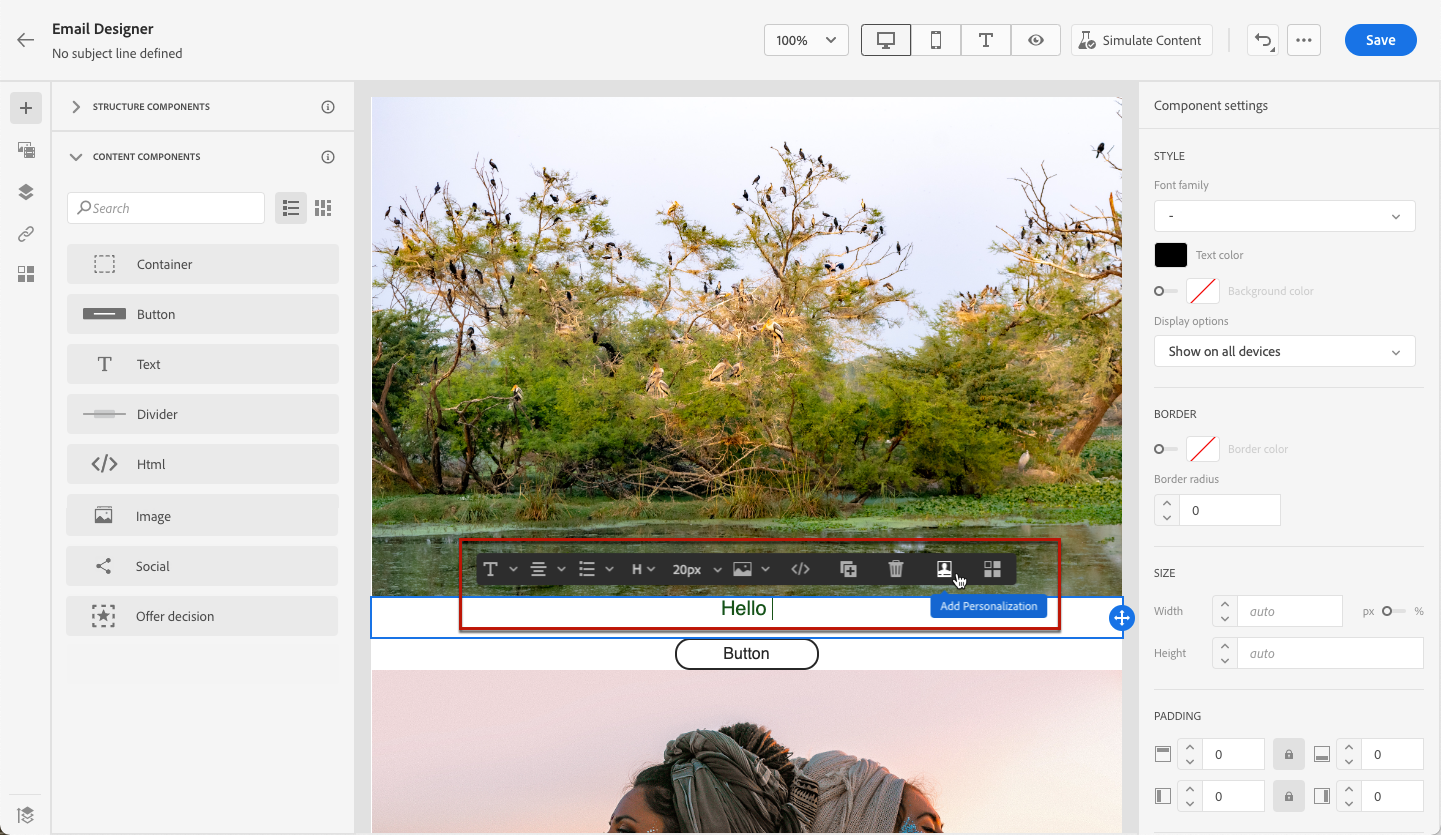 Email Designer
No subject line defined
100%
Simulate Content
Save
STRUCTURE COMPONENTS
CONTENT COMPONENTS
Search
Container
Button
Text
Divider
Html
Image
Social
Offer decision
H
20px
Hello
Add Personalization
Button
Component settings
STYLE
Font family
-
Text color
Background color
Display options
Show on all devices
BORDER
Border color
Border radius
0
SIZE
Width
auto
px
%
Height
auto
PADDING
0
0
0
0